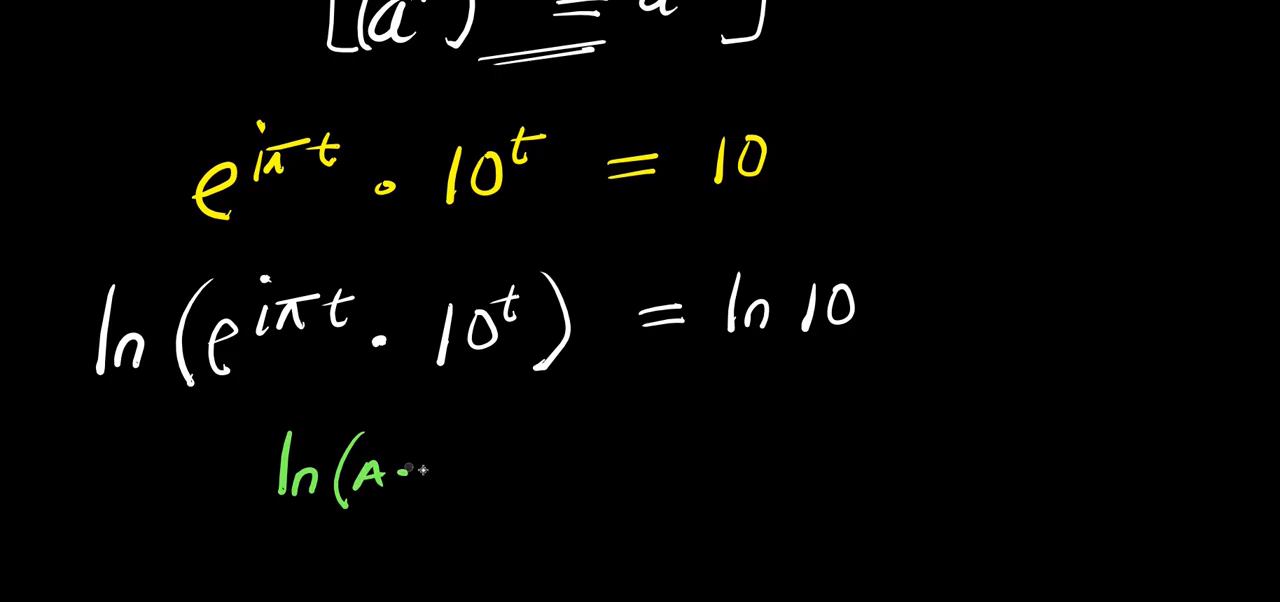 [(a ) = a ]
e^{iπt} · 10^t = 10
ln(e^{iπt} · 10^t) = ln 10
ln(A ·